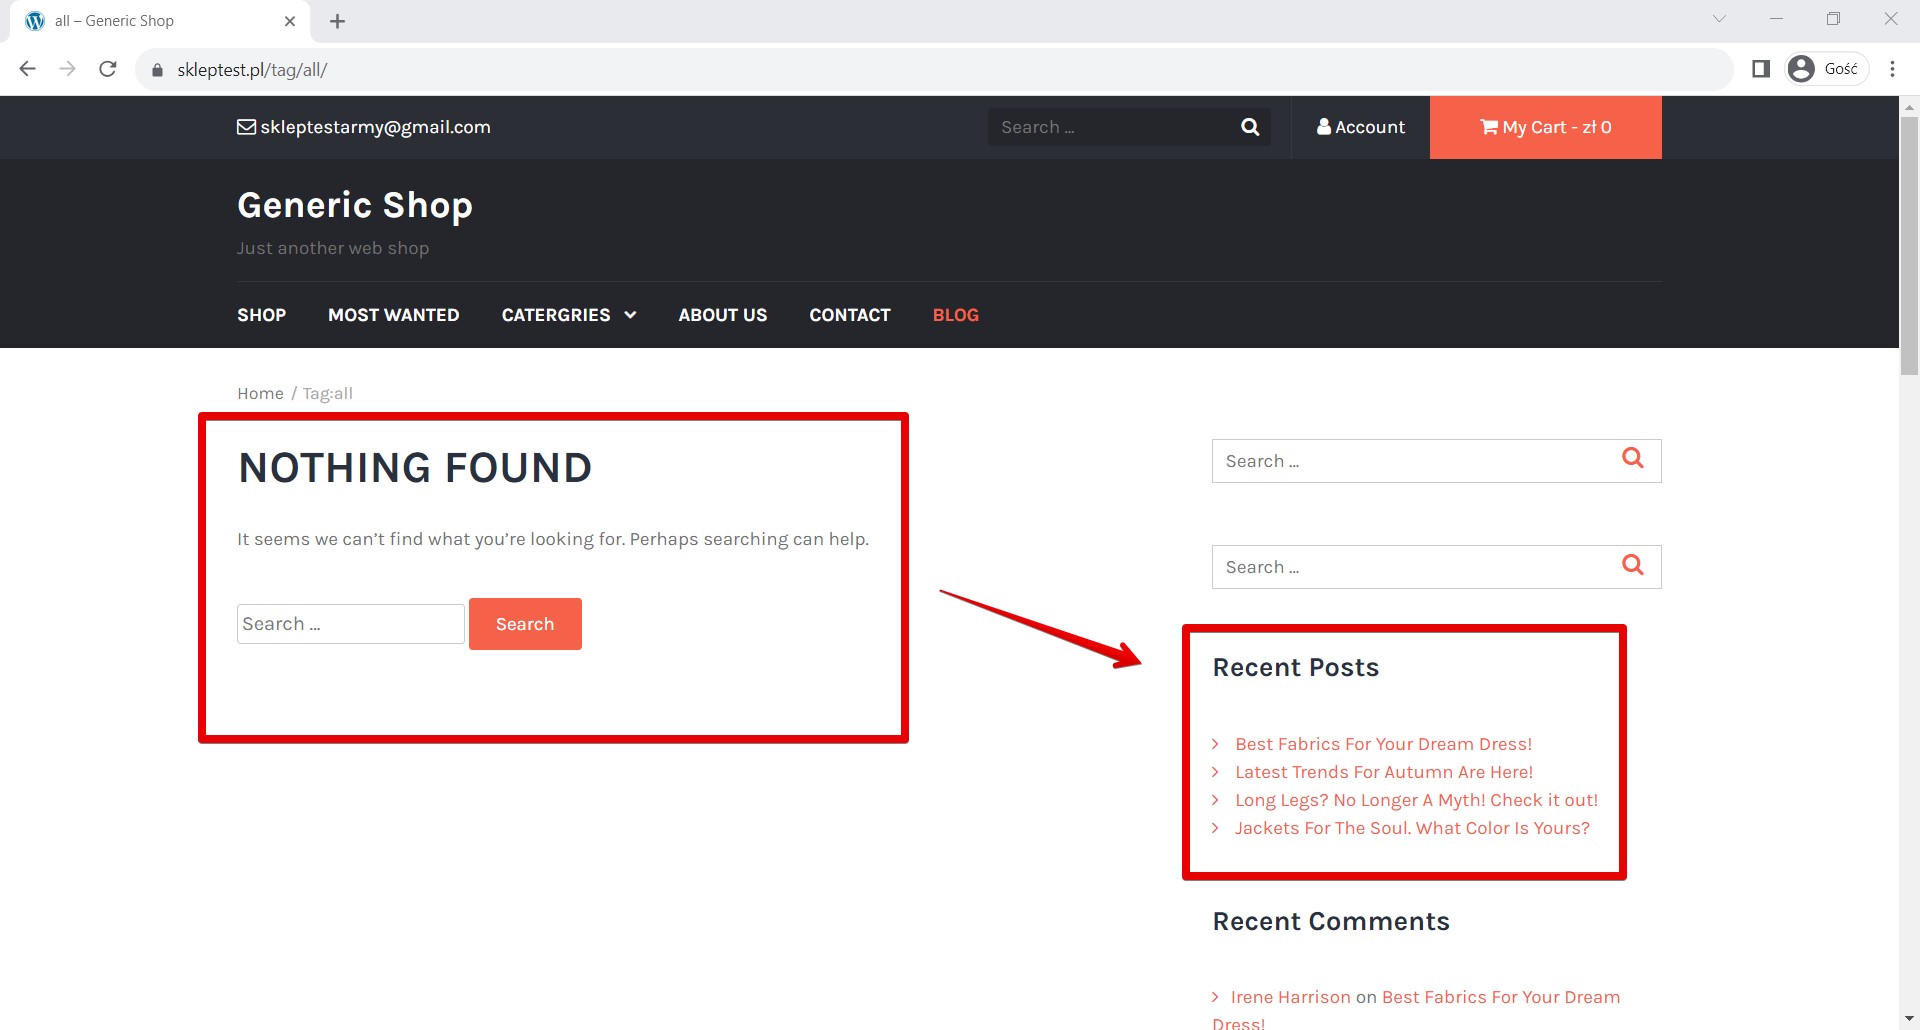 all – Generic Shop
skleptest.pl/tag/all/
Gość
skleptestarmy@gmail.com
Search ...
Account
My Cart - zł 0
Generic Shop
Just another web shop
SHOP
MOST WANTED
CATERGRIES
ABOUT US
CONTACT
BLOG
Home / Tag:all
NOTHING FOUND
It seems we can't find what you're looking for. Perhaps searching can help.
Search ...
Search
Search ...
Search ...
Recent Posts
Best Fabrics For Your Dream Dress!
Latest Trends For Autumn Are Here!
Long Legs? No Longer A Myth! Check it out!
Jackets For The Soul. What Color Is Yours?
Recent Comments
Irene Harrison on Best Fabrics For Your Dream
Dress!